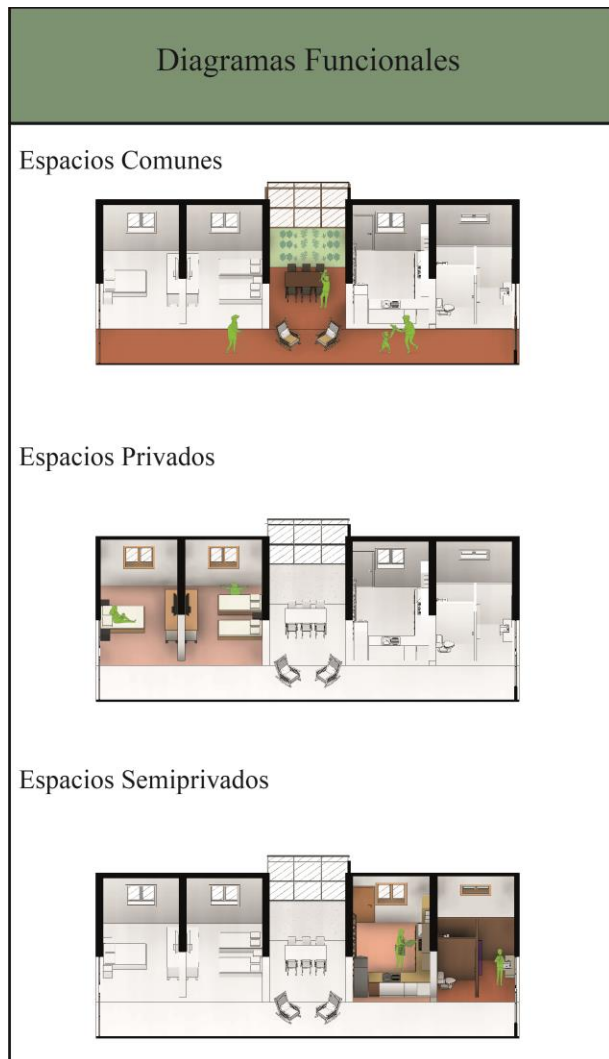 Diagramas Funcionales
Espacios Comunes
Espacios Privados
Espacios Semiprivados